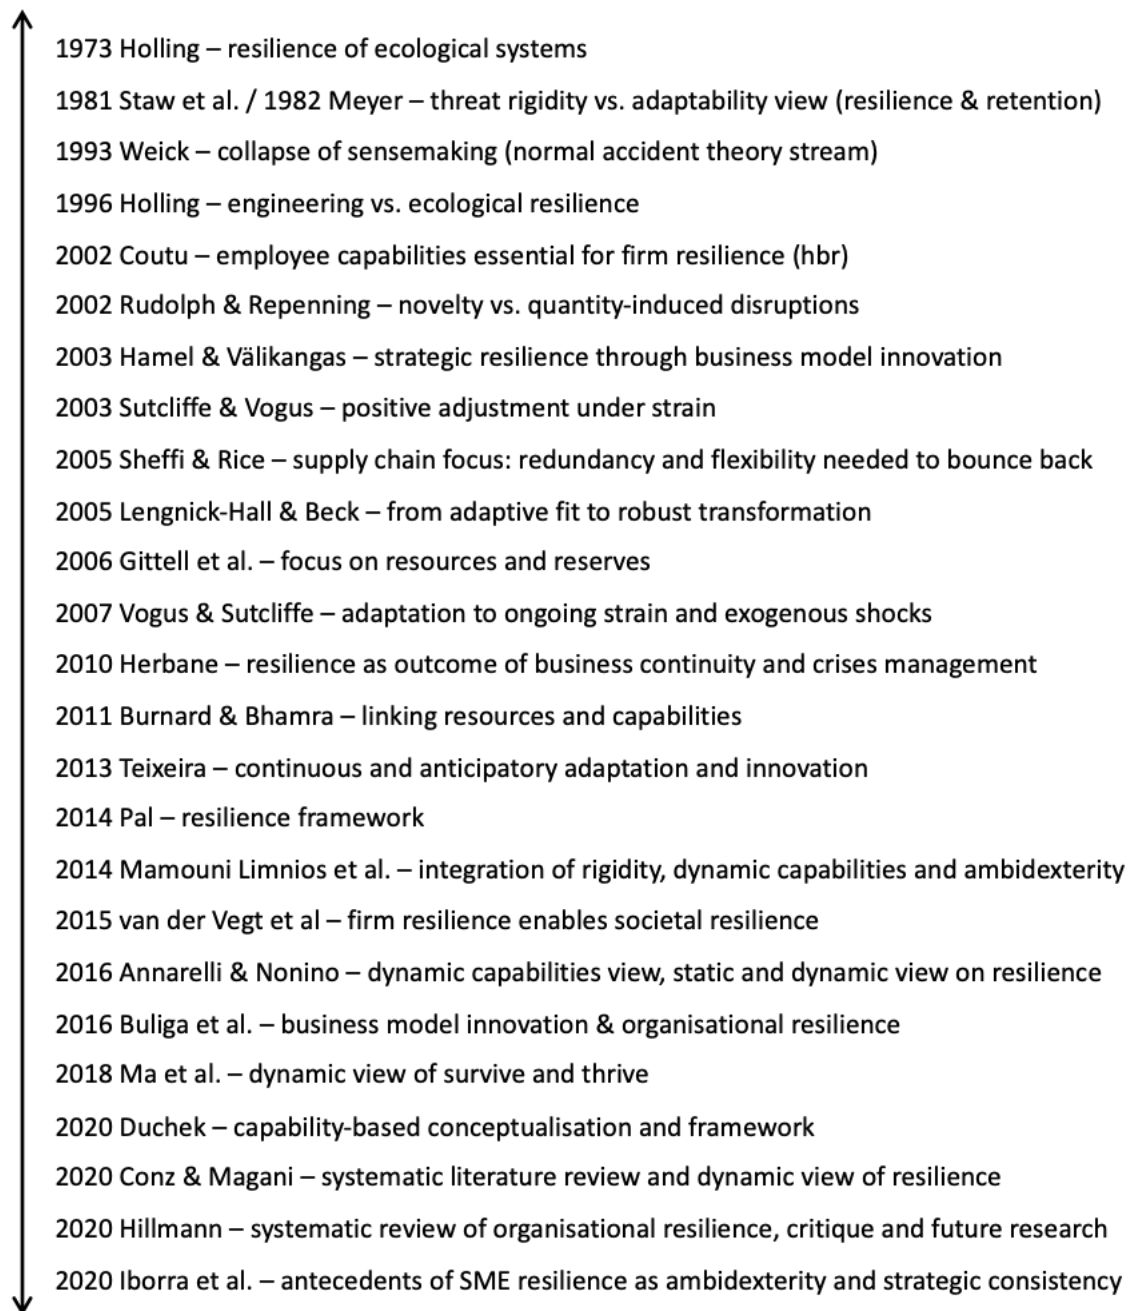 1973 Holling – resilience of ecological systems
1981 Staw et al. / 1982 Meyer – threat rigidity vs. adaptability view (resilience & retention)
1993 Weick – collapse of sensemaking (normal accident theory stream)
1996 Holling – engineering vs. ecological resilience
2002 Coutu – employee capabilities essential for firm resilience (hbr)
2002 Rudolph & Repenning – novelty vs. quantity-induced disruptions
2003 Hamel & Välikangas – strategic resilience through business model innovation
2003 Sutcliffe & Vogus – positive adjustment under strain
2005 Sheffi & Rice – supply chain focus: redundancy and flexibility needed to bounce back
2005 Lengnick-Hall & Beck – from adaptive fit to robust transformation
2006 Gittell et al. – focus on resources and reserves
2007 Vogus & Sutcliffe – adaptation to ongoing strain and exogenous shocks
2010 Herbane – resilience as outcome of business continuity and crises management
2011 Burnard & Bhamra – linking resources and capabilities
2013 Teixeira – continuous and anticipatory adaptation and innovation
2014 Pal – resilience framework
2014 Mamouni Limnios et al. – integration of rigidity, dynamic capabilities and ambidexterity
2015 van der Vegt et al – firm resilience enables societal resilience
2016 Annarelli & Nonino – dynamic capabilities view, static and dynamic view on resilience
2016 Buliga et al. – business model innovation & organisational resilience
2018 Ma et al. – dynamic view of survive and thrive
2020 Duchek – capability-based conceptualisation and framework
2020 Conz & Magani – systematic literature review and dynamic view of resilience
2020 Hillmann – systematic review of organisational resilience, critique and future research
2020 Iborra et al. – antecedents of SME resilience as ambidexterity and strategic consistency